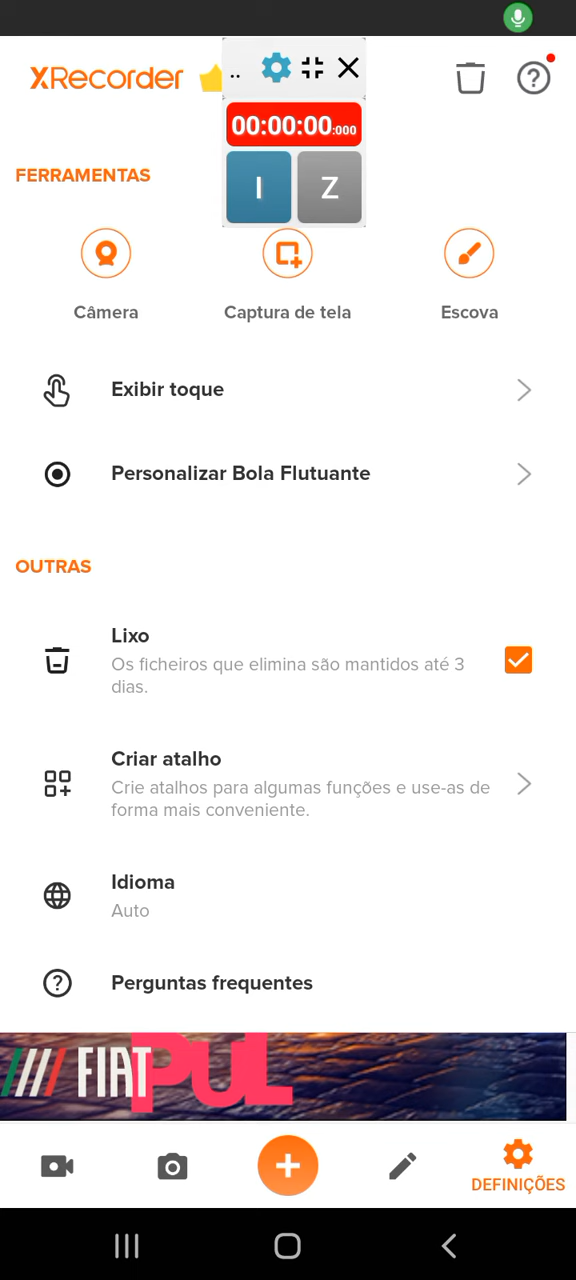 XRecorder
..
00:00:00:000
I Z
FERRAMENTAS
Câmera
Captura de tela
Escova
Exibir toque
Personalizar Bola Flutuante
OUTRAS
Lixo
Os ficheiros que elimina são mantidos até 3
dias.
Criar atalho
Crie atalhos para algumas funções e use-as de
forma mais conveniente.
Idioma
Auto
Perguntas frequentes
FIAT PUL
DEFINIÇÕES